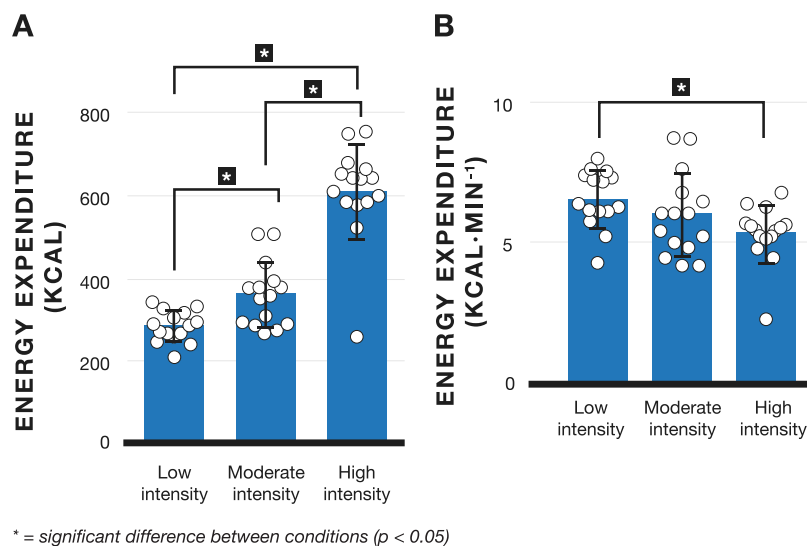 A
ENERGY EXPENDITURE
(KCAL)
800
600
400
200
0
*
*
*
Low
intensity
Moderate
intensity
High
intensity
B
ENERGY EXPENDITURE
(KCAL·MIN⁻¹)
10
5
0
*
Low
intensity
Moderate
intensity
High
intensity
* = significant difference between conditions (p < 0.05)